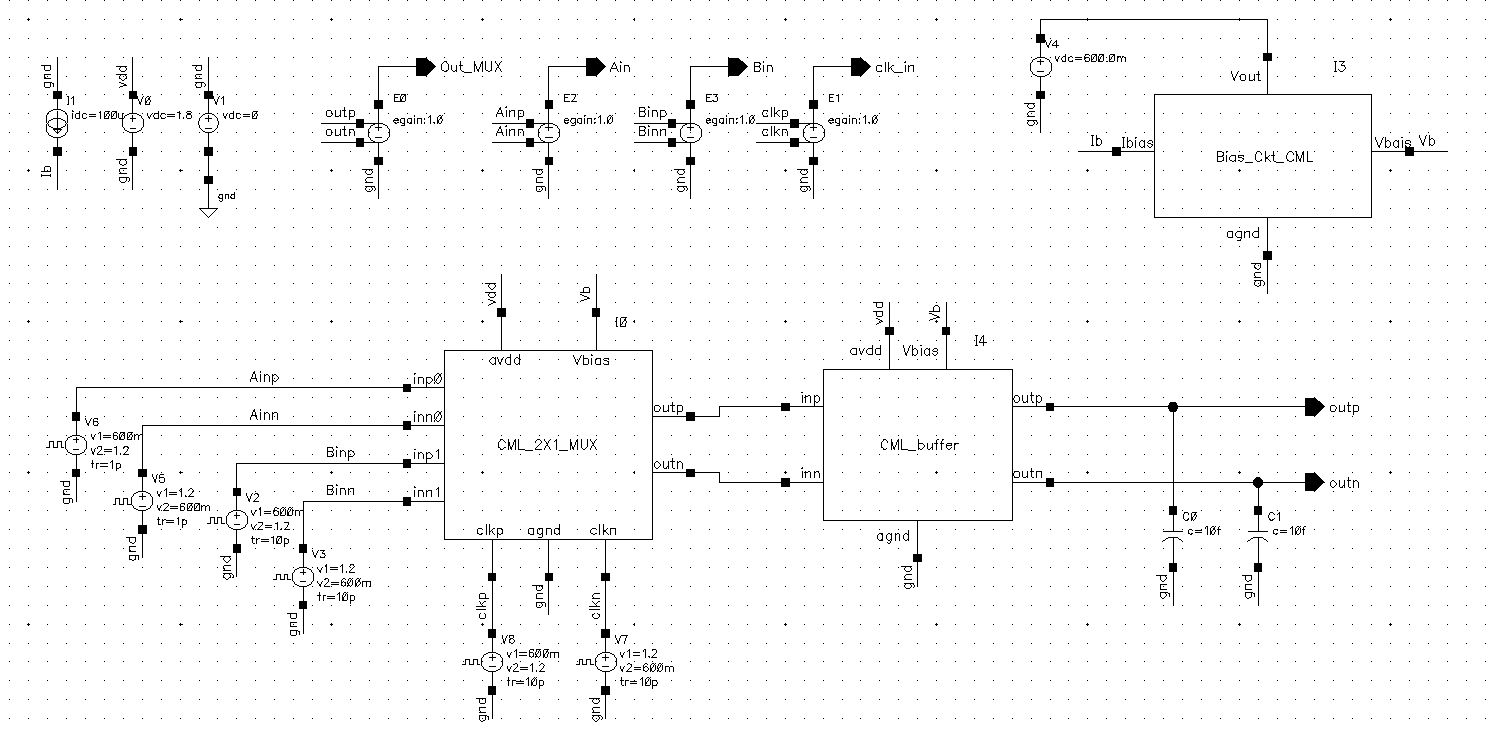 gnd
I1
idc=100u
Ib
vdd
V0
vdc=1.8
gnd
gnd
V1
vdc=0
gnd
Out_MUX
E0
outp
outn
egain:1.0
gnd
Ain
E2
Ainp
Ainn
egain:1.0
gnd
Bin
E3
Binp
Binn
egain:1.0
gnd
clk_in
E1
clkp
clkn
egain:1.0
gnd
V4
vdc=600.0m
gnd
I3
Vout
Ib
Ibias
Bias_Ckt_CML
Vbais
Vb
agnd
gnd
vdd
Vb
I0
avdd
Vbias
Ainp
inp0
Ainn
inn0
Binp
inp1
Binn
inn1
outp
CML_2X1_MUX
outn
clkp
agnd
clkn
V6
v1=600m
v2=1.2
tr=1p
gnd
V5
v1=1.2
v2=600m
tr=1p
gnd
V2
v1=600m
v2=1.2
tr=10p
gnd
V3
v1=1.2
v2=600m
tr=10p
gnd
clkp
gnd
clkn
V8
v1=600m
v2=1.2
tr=10p
gnd
V7
v1=1.2
v2=600m
tr=10p
gnd
vdd
Vb
I4
avdd
Vbias
inp
outp
CML_buffer
inn
outn
agnd
gnd
outp
outn
C0
c=10f
gnd
C1
c=10f
gnd